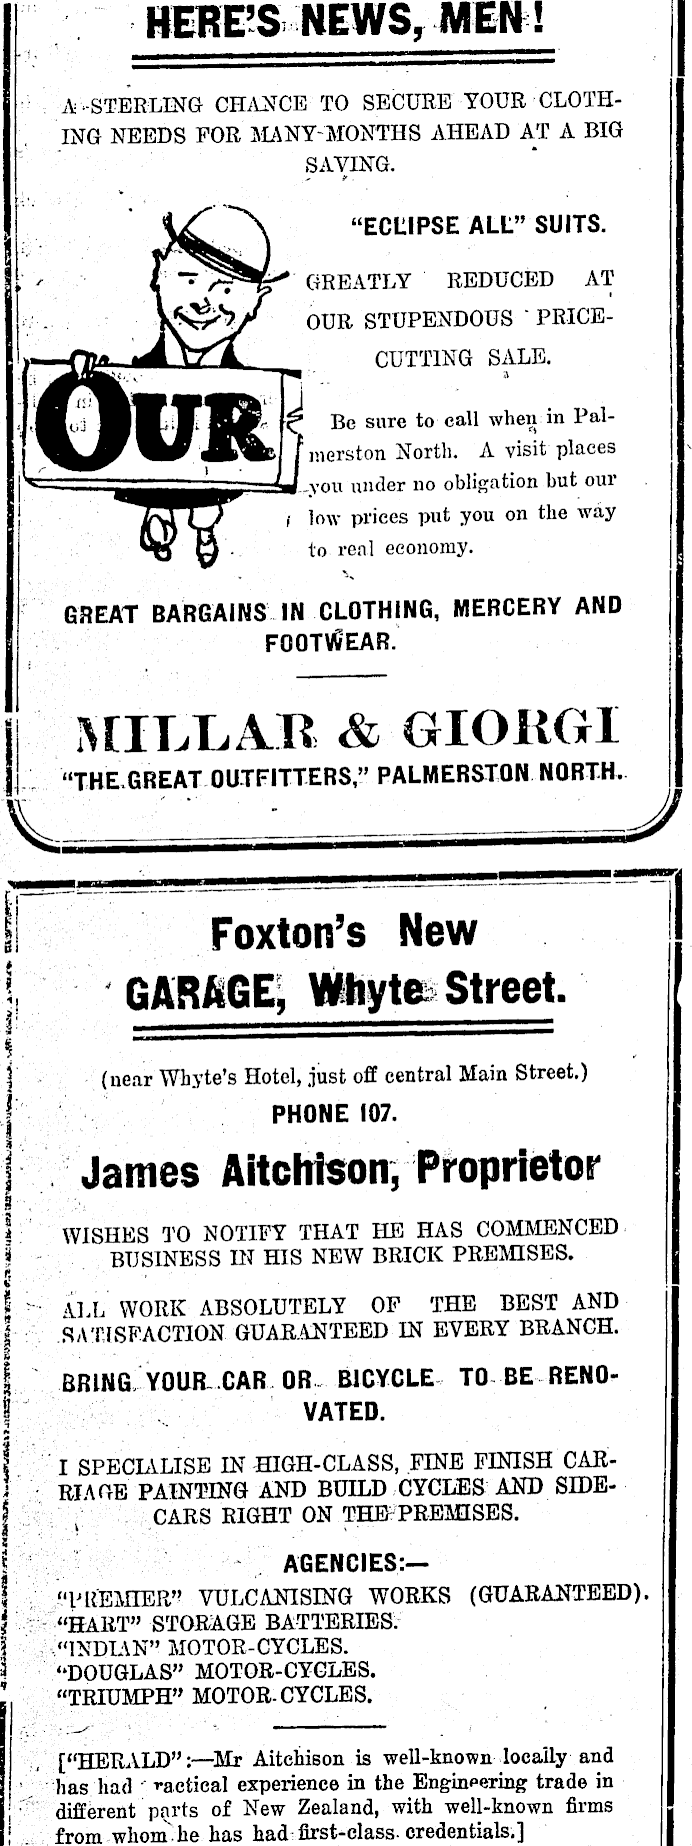 HERE'S NEWS, MEN!
A STERLING CHANCE TO SECURE YOUR CLOTH-
ING NEEDS FOR MANY MONTHS AHEAD AT A BIG
SAVING.
"ECLIPSE ALL" SUITS.
GREATLY REDUCED AT
OUR STUPENDOUS PRICE-
CUTTING SALE.
OUR
Be sure to call when in Pal-
merston North. A visit places
you under no obligation but our
low prices put you on the way
to real economy.
GREAT BARGAINS IN CLOTHING, MERCERY AND
FOOTWEAR.
MILLAR & GIORGI
"THE GREAT OUTFITTERS," PALMERSTON NORTH.
Foxton's New
GARAGE, Whyte Street.
(near Whyte's Hotel, just off central Main Street.)
PHONE 107.
James Aitchison, Proprietor
WISHES TO NOTIFY THAT HE HAS COMMENCED
BUSINESS IN HIS NEW BRICK PREMISES.
ALL WORK ABSOLUTELY OF THE BEST AND
SATISFACTION GUARANTEED IN EVERY BRANCH.
BRING YOUR CAR OR BICYCLE TO BE RENO-
VATED.
I SPECIALISE IN HIGH-CLASS, FINE FINISH CAR-
RIAGE PAINTING AND BUILD CYCLES AND SIDE-
CARS RIGHT ON THE PREMISES.
AGENCIES:—
"PREMIER" VULCANISING WORKS (GUARANTEED).
"HART" STORAGE BATTERIES.
"INDIAN" MOTOR-CYCLES.
"DOUGLAS" MOTOR-CYCLES.
"TRIUMPH" MOTOR-CYCLES.
["HERALD":—Mr Aitchison is well-known locally and
has had ractical experience in the Engineering trade in
different parts of New Zealand, with well-known firms
from whom he has had first-class credentials.]